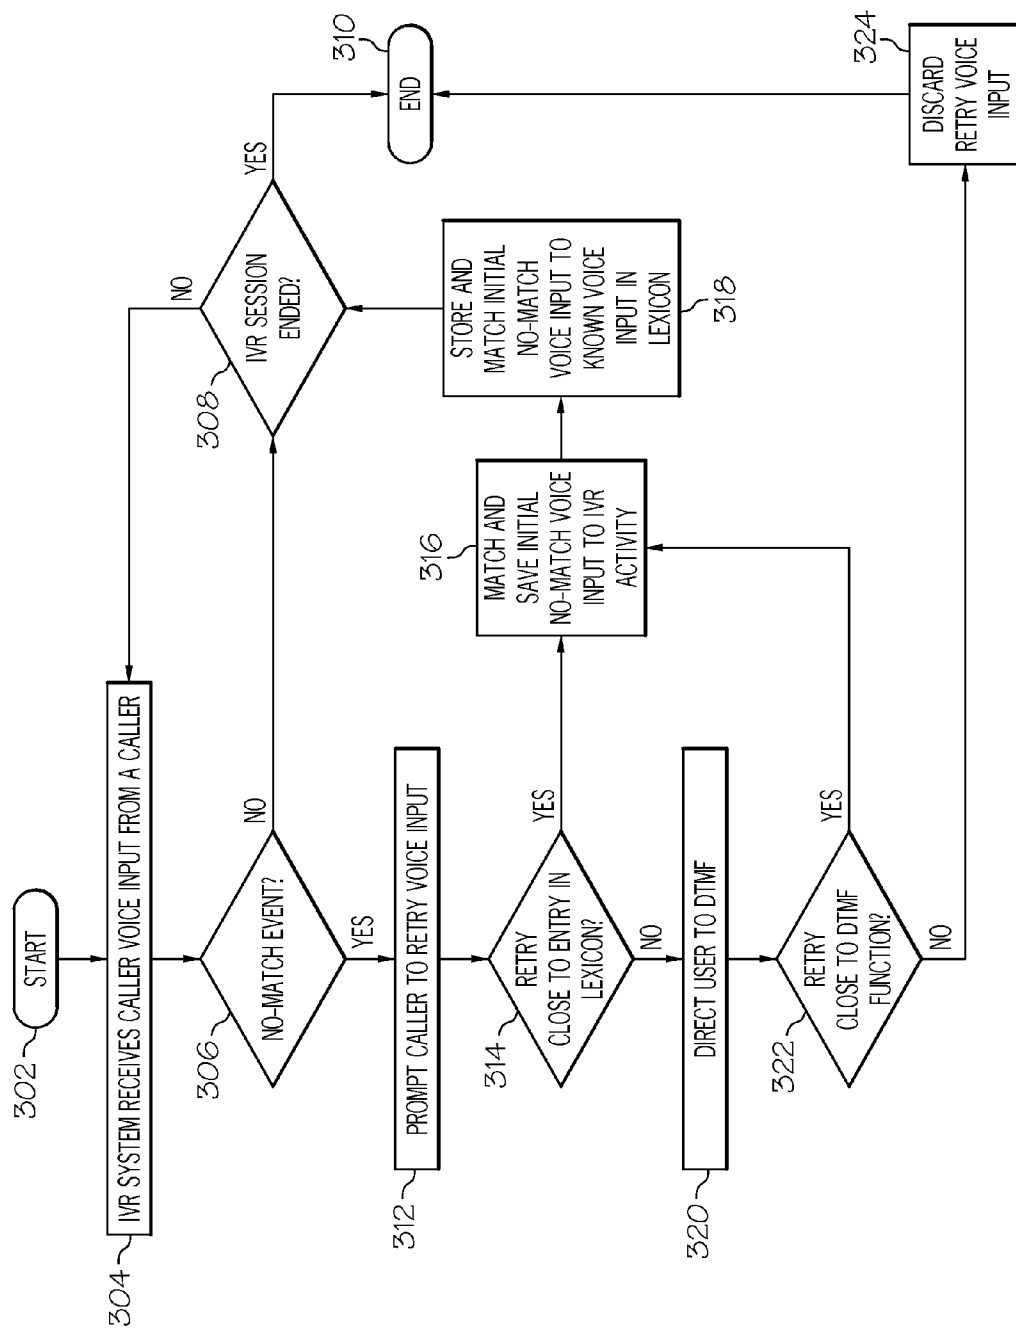 302
START
304
IVR SYSTEM RECEIVES CALLER VOICE INPUT FROM A CALLER
306
NO-MATCH EVENT?
NO
YES
308
IVR SESSION
ENDED?
NO
YES
310
END
312
PROMPT CALLER TO RETRY VOICE INPUT
314
RETRY
CLOSE TO ENTRY IN
LEXICON?
YES
NO
316
MATCH AND
SAVE INITIAL
NO-MATCH VOICE
INPUT TO IVR
ACTIVITY
318
STORE AND
MATCH INITIAL
NO-MATCH
VOICE INPUT TO
KNOWN VOICE
INPUT IN
LEXICON
320
DIRECT USER TO DTMF
322
RETRY
CLOSE TO DTMF
FUNCTION?
YES
NO
324
DISCARD
RETRY VOICE
INPUT